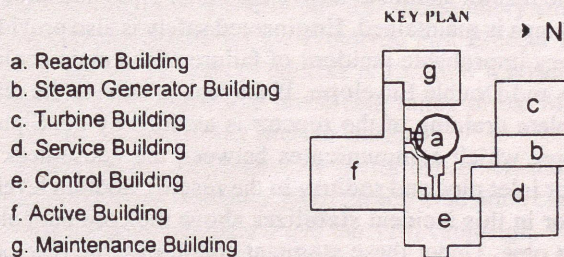 KEY PLAN
N
a. Reactor Building
b. Steam Generator Building
c. Turbine Building
d. Service Building
e. Control Building
f. Active Building
g. Maintenance Building
g
c
a
b
f
d
e